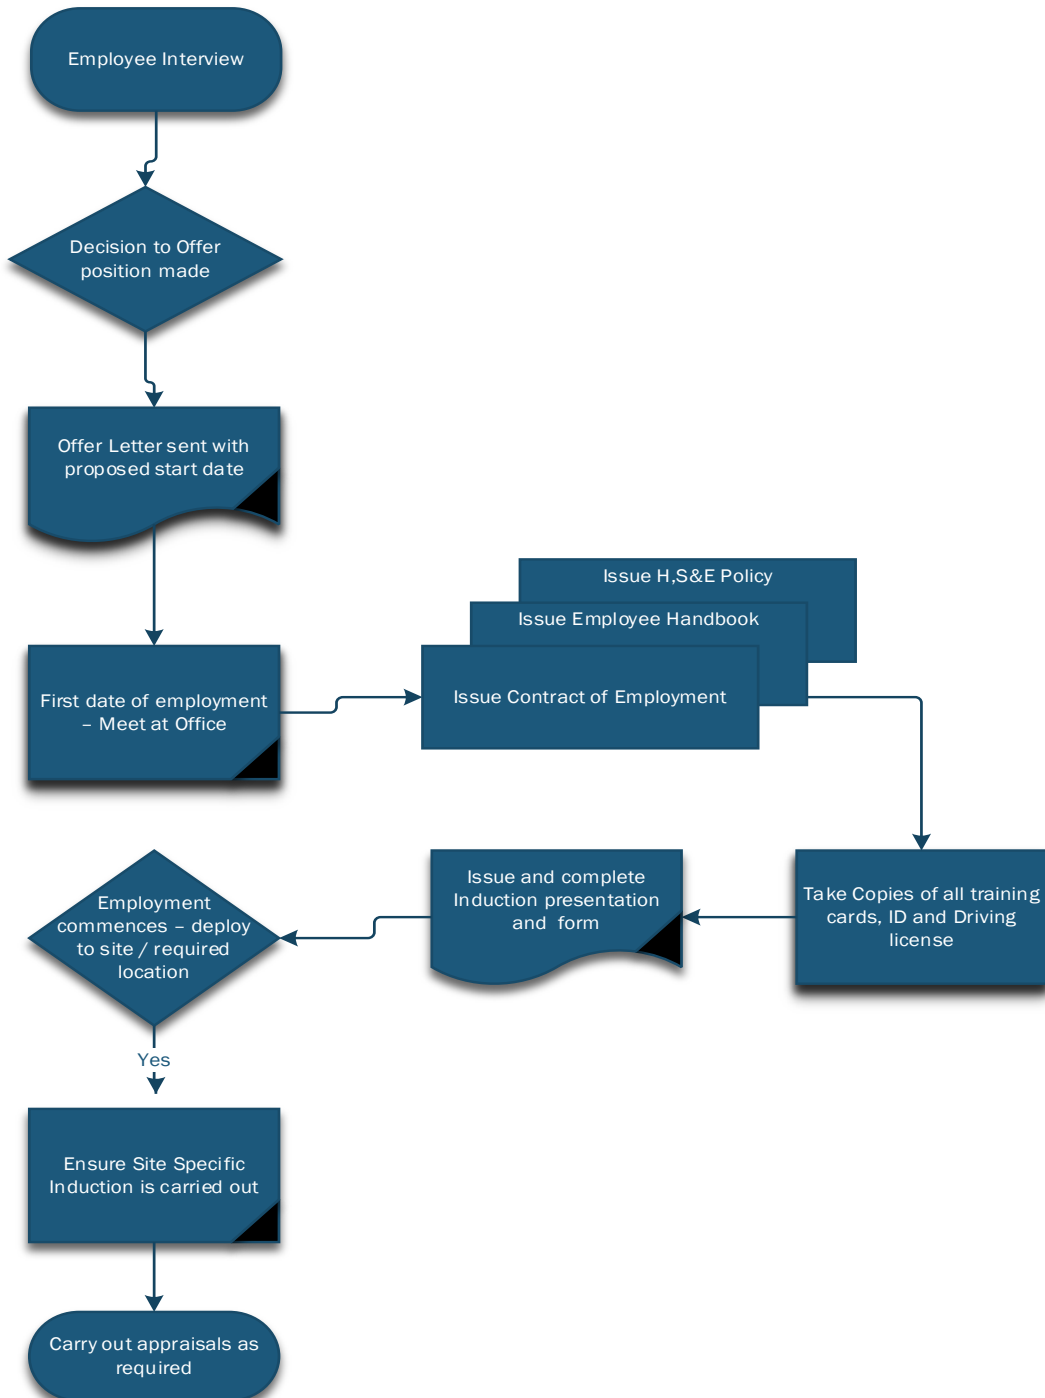 Employee Interview
Decision to Offer
position made
Offer Letter sent with
proposed start date
First date of employment
– Meet at Office
Issue H,S&E Policy
Issue Employee Handbook
Issue Contract of Employment
Take Copies of all training
cards, ID and Driving
license
Issue and complete
Induction presentation
and form
Employment
commences – deploy
to site / required
location
Yes
Ensure Site Specific
Induction is carried out
Carry out appraisals as
required